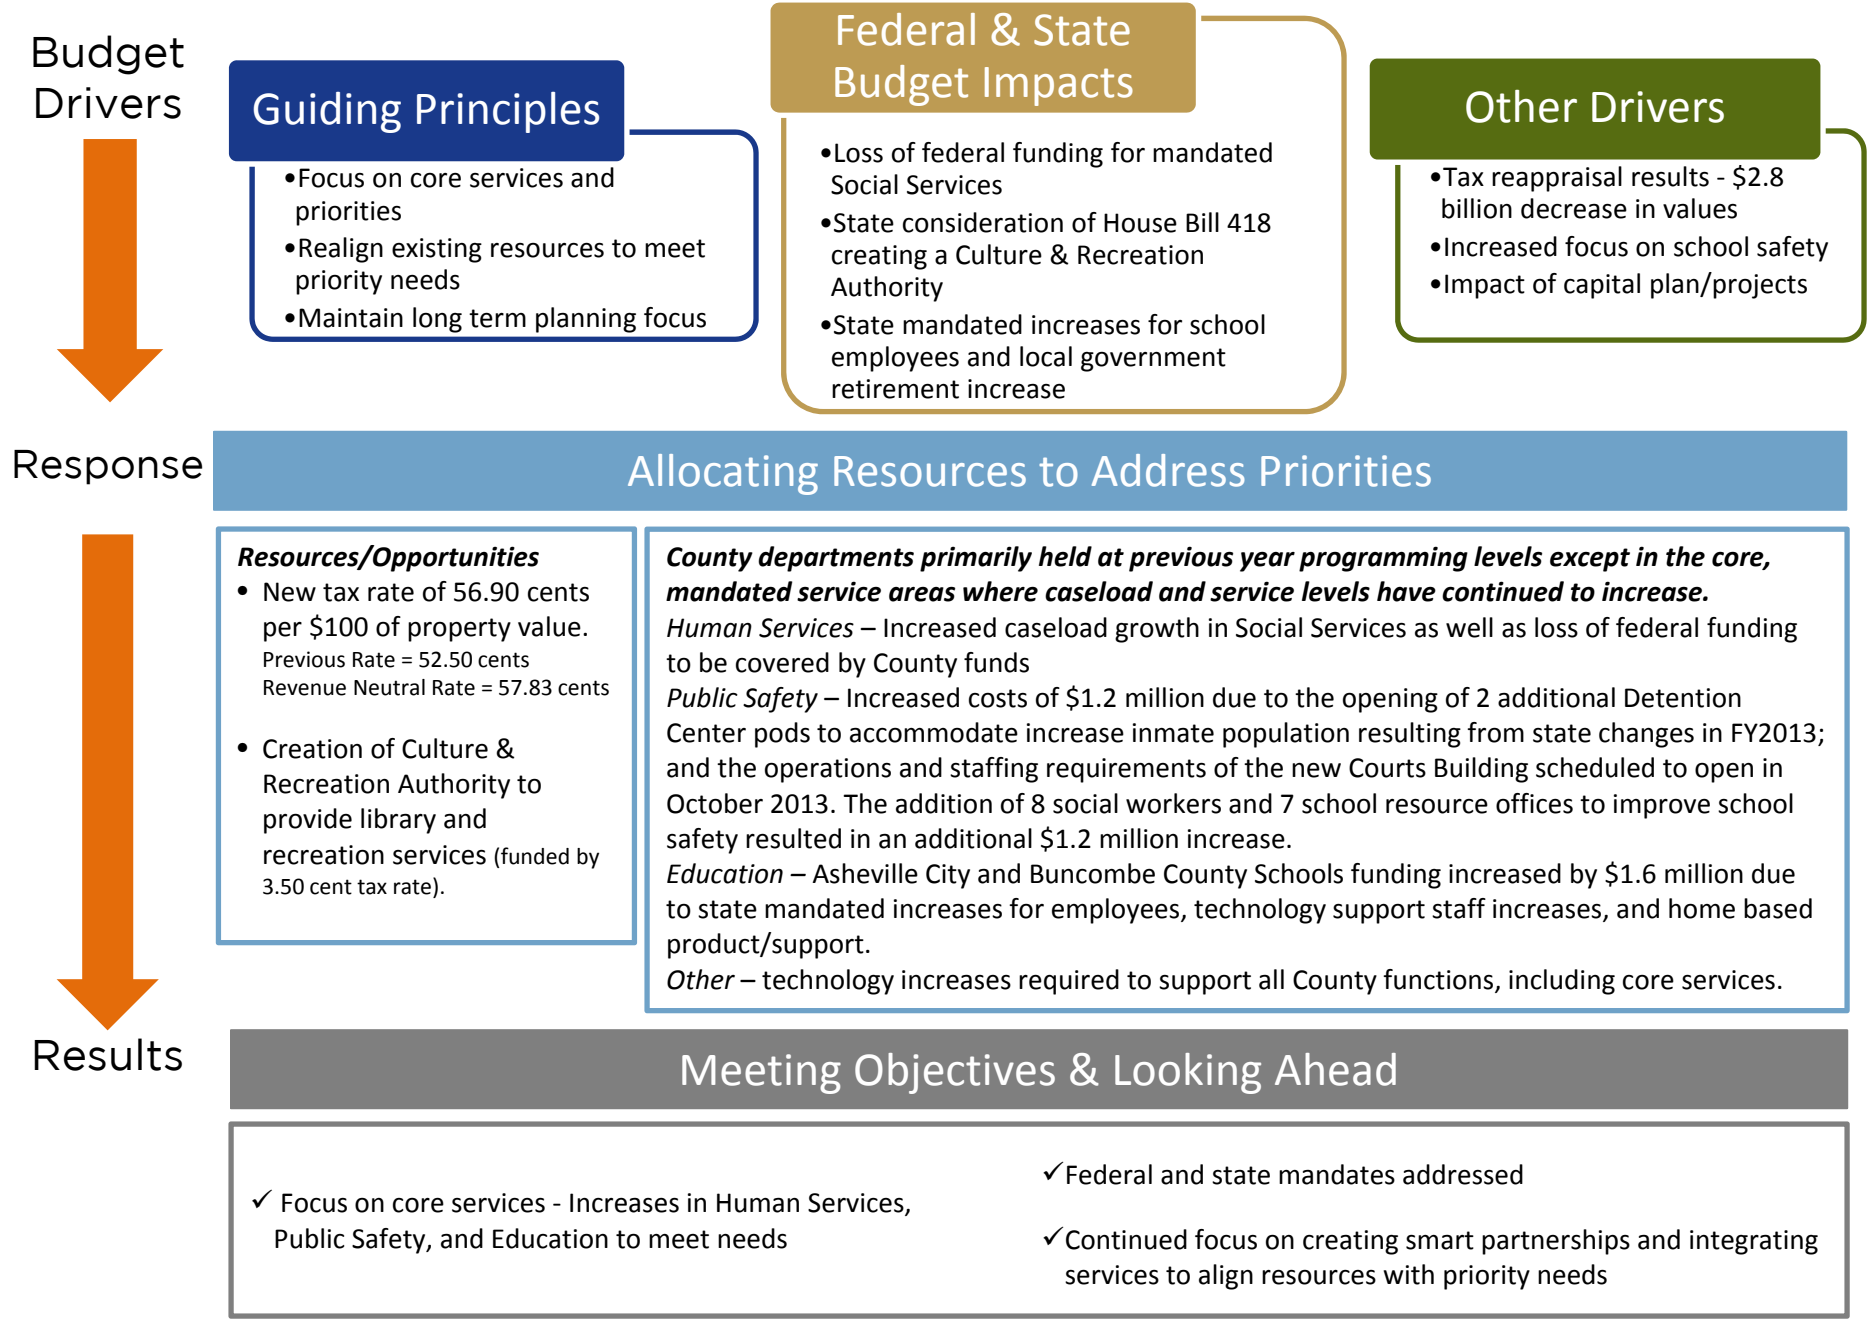 Budget
Drivers
Guiding Principles
•Focus on core services and
priorities
•Realign existing resources to meet
priority needs
•Maintain long term planning focus
Federal & State
Budget Impacts
•Loss of federal funding for mandated
Social Services
•State consideration of House Bill 418
creating a Culture & Recreation
Authority
•State mandated increases for school
employees and local government
retirement increase
Other Drivers
•Tax reappraisal results - $2.8
billion decrease in values
•Increased focus on school safety
•Impact of capital plan/projects
Response
Allocating Resources to Address Priorities
Resources/Opportunities
• New tax rate of 56.90 cents
per $100 of property value.
Previous Rate = 52.50 cents
Revenue Neutral Rate = 57.83 cents
• Creation of Culture &
Recreation Authority to
provide library and
recreation services (funded by
3.50 cent tax rate).
County departments primarily held at previous year programming levels except in the core,
mandated service areas where caseload and service levels have continued to increase.
Human Services – Increased caseload growth in Social Services as well as loss of federal funding
to be covered by County funds
Public Safety – Increased costs of $1.2 million due to the opening of 2 additional Detention
Center pods to accommodate increase inmate population resulting from state changes in FY2013;
and the operations and staffing requirements of the new Courts Building scheduled to open in
October 2013. The addition of 8 social workers and 7 school resource offices to improve school
safety resulted in an additional $1.2 million increase.
Education – Asheville City and Buncombe County Schools funding increased by $1.6 million due
to state mandated increases for employees, technology support staff increases, and home based
product/support.
Other – technology increases required to support all County functions, including core services.
Results
Meeting Objectives & Looking Ahead
✓ Focus on core services - Increases in Human Services,
Public Safety, and Education to meet needs
✓Federal and state mandates addressed
✓Continued focus on creating smart partnerships and integrating
services to align resources with priority needs